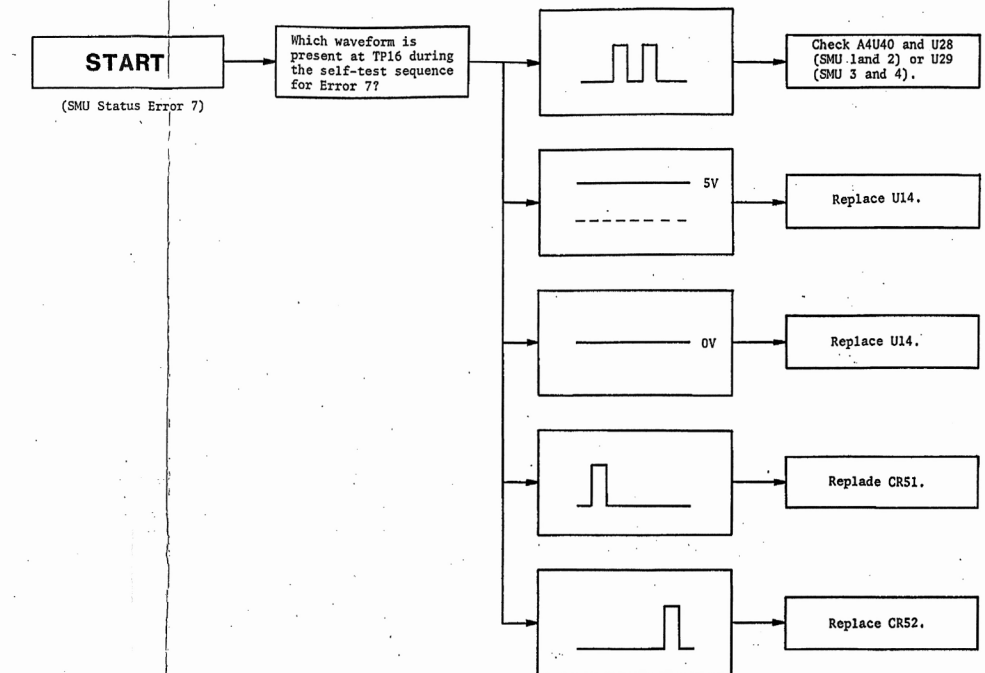 START
(SMU Status Error 7)
Which waveform is
present at TP16 during
the self-test sequence
for Error 7?
Check A4U40 and U28
(SMU 1and 2) or U29
(SMU 3 and 4).
5V
Replace U14.
0V
Replace U14.
Replade CR51.
Replace CR52.